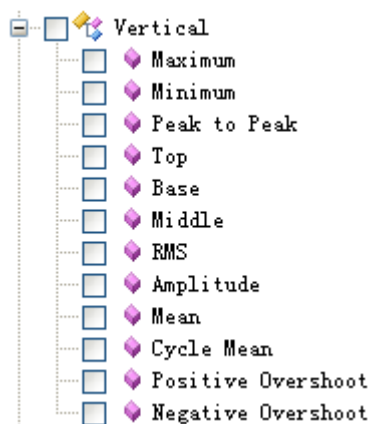 Vertical
Maximum
Minimum
Peak to Peak
Top
Base
Middle
RMS
Amplitude
Mean
Cycle Mean
Positive Overshoot
Negative Overshoot